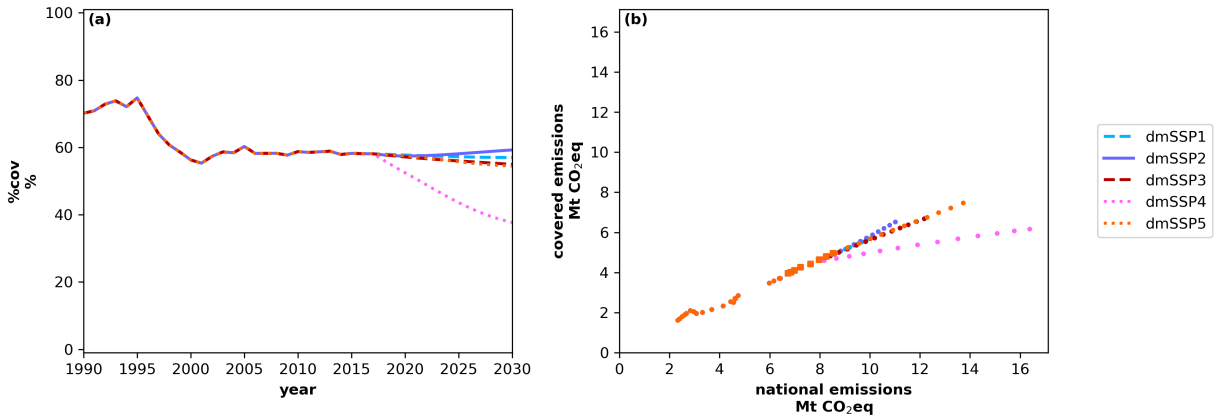 (a)
100
80
60
40
20
0
%cov
%
1990 1995 2000 2005 2010 2015 2020 2025 2030
year
(b)
16
14
12
10
8
6
4
2
0
covered emissions
Mt CO₂eq
0 2 4 6 8 10 12 14 16
national emissions
Mt CO₂eq
dmSSP1
dmSSP2
dmSSP3
dmSSP4
dmSSP5